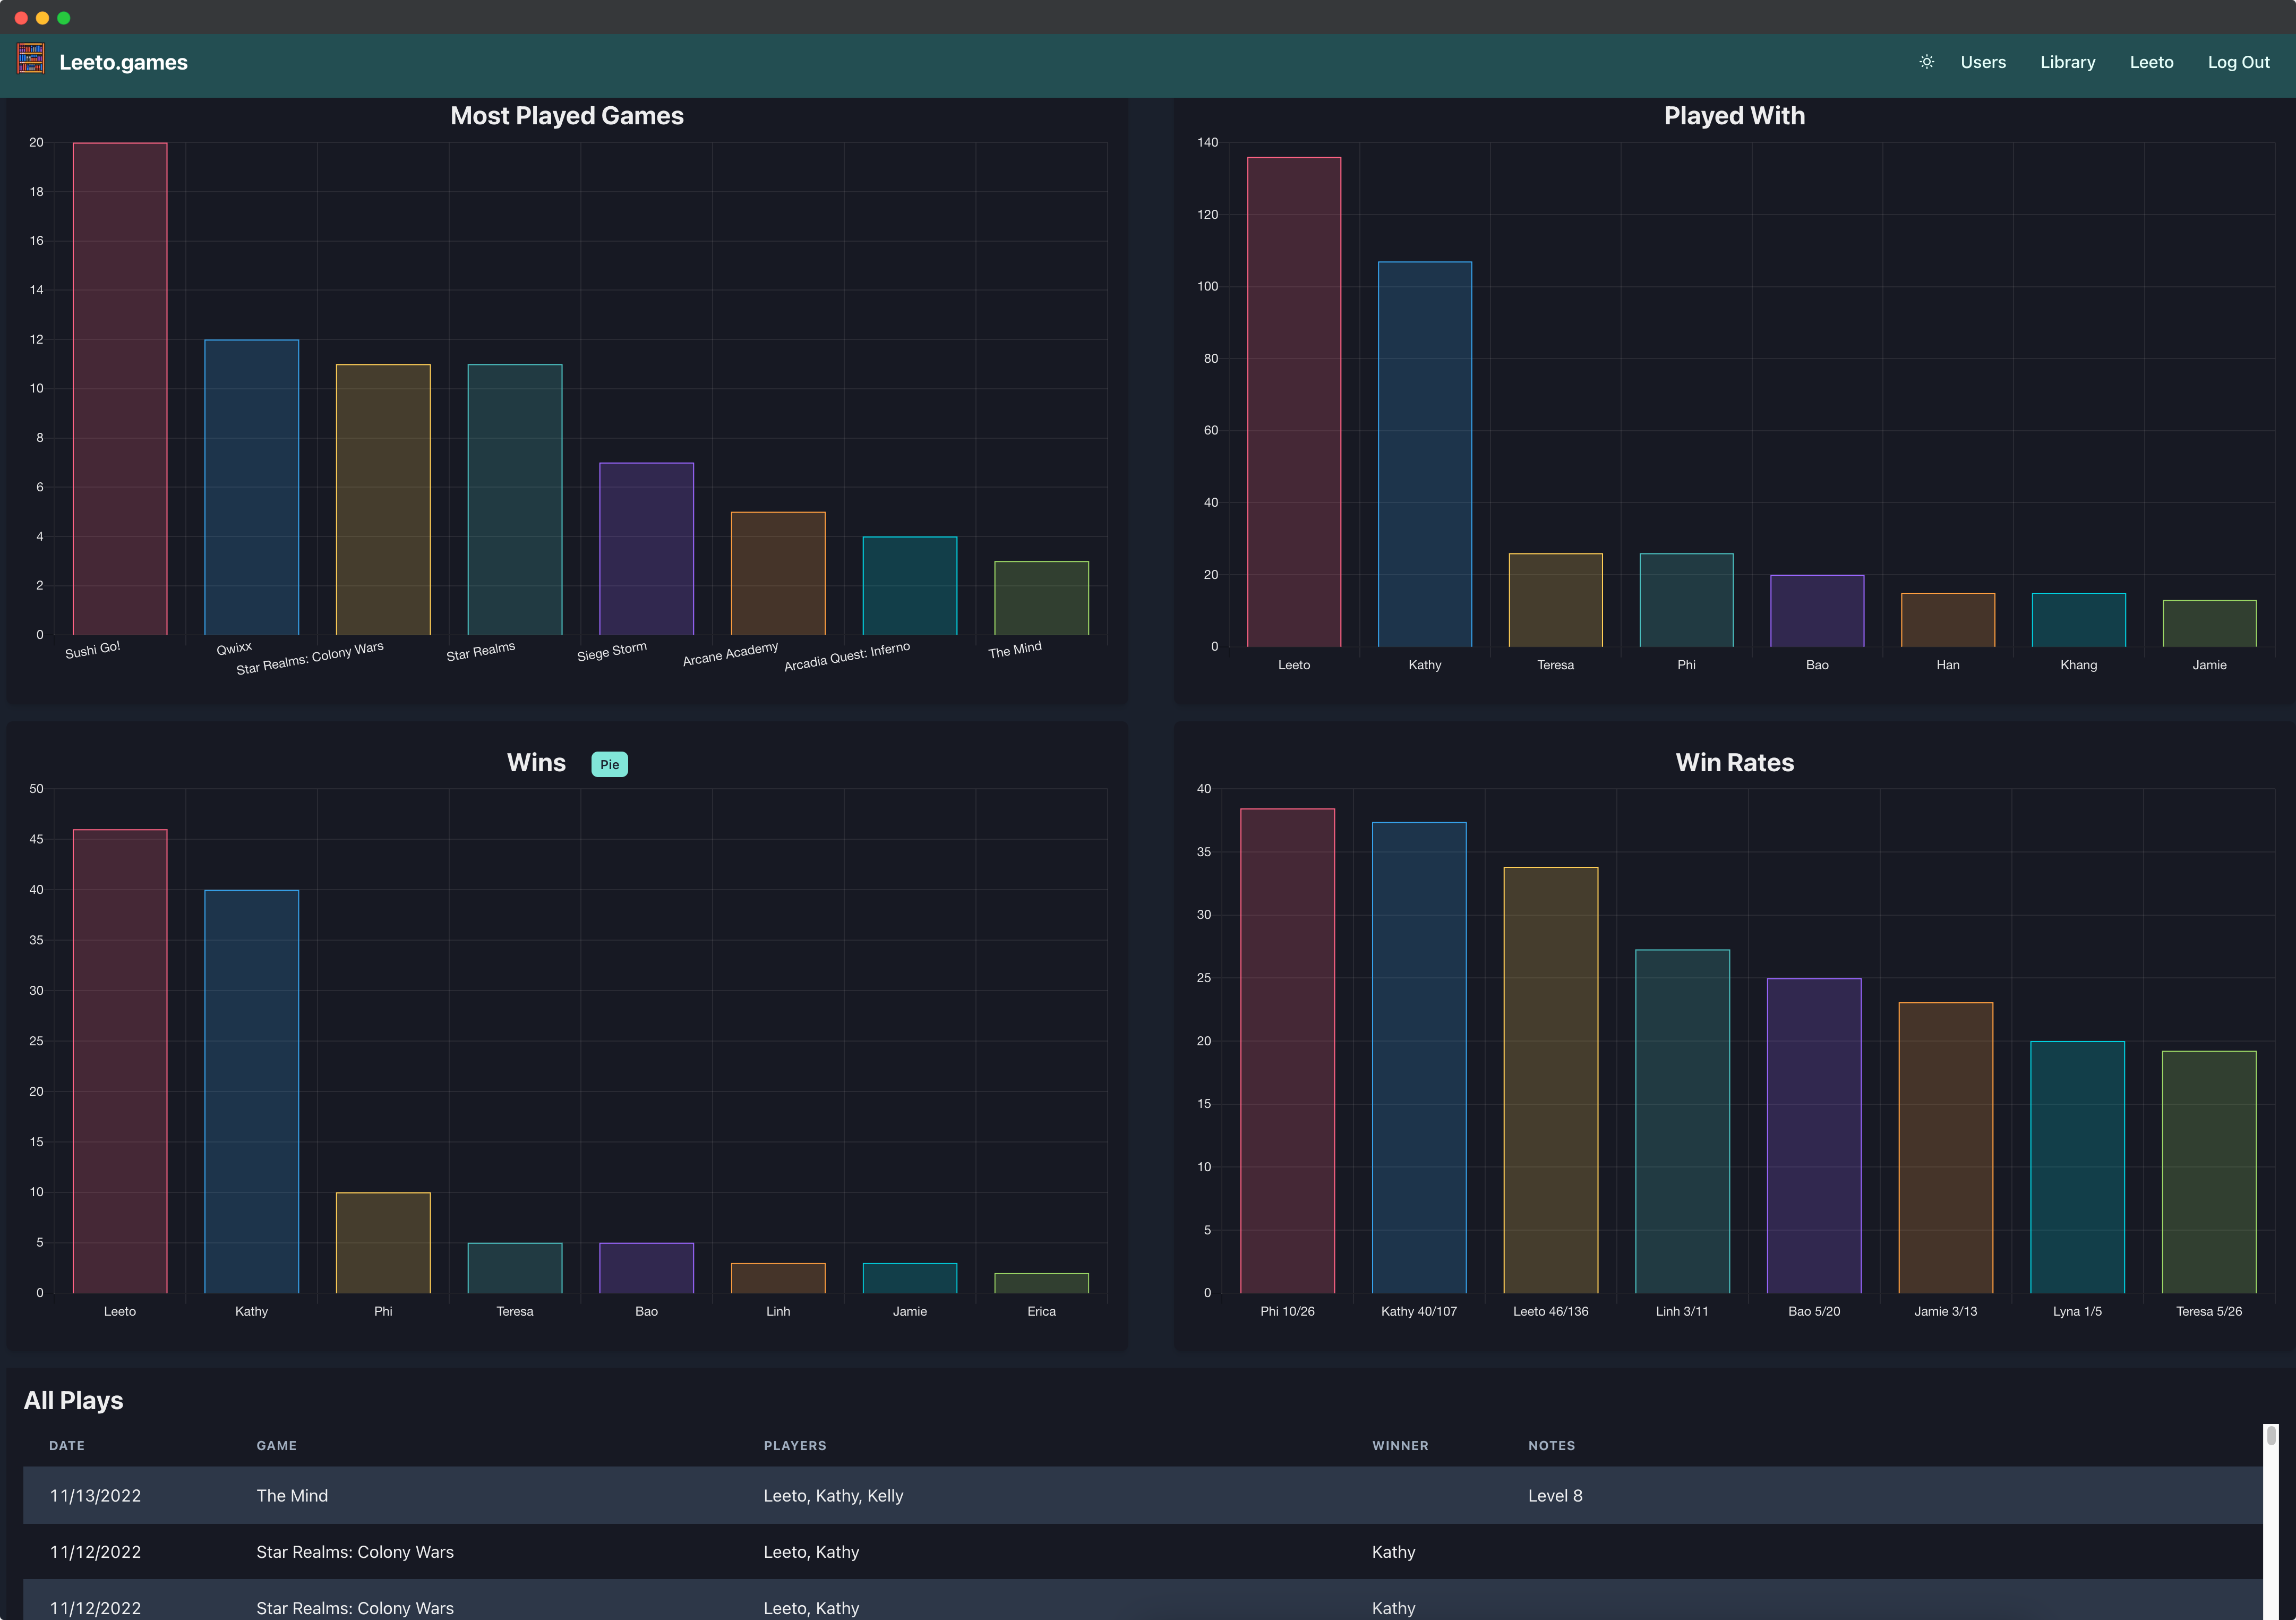 Leeto.games
Users Library Leeto Log Out
Most Played Games
20
18
16
14
12
10
8
6
4
2
0
Sushi Go! Qwixx Star Realms: Colony Wars Star Realms Siege Storm Arcane Academy Arcadia Quest: Inferno The Mind
Played With
140
120
100
80
60
40
20
0
Leeto Kathy Teresa Phi Bao Han Khang Jamie
Wins Pie
50
45
40
35
30
25
20
15
10
5
0
Leeto Kathy Phi Teresa Bao Linh Jamie Erica
Win Rates
40
35
30
25
20
15
10
5
0
Phi 10/26 Kathy 40/107 Leeto 46/136 Linh 3/11 Bao 5/20 Jamie 3/13 Lyna 1/5 Teresa 5/26
All Plays
DATE GAME PLAYERS WINNER NOTES
11/13/2022 The Mind Leeto, Kathy, Kelly Level 8
11/12/2022 Star Realms: Colony Wars Leeto, Kathy Kathy
11/12/2022 Star Realms: Colony Wars Leeto, Kathy Kathy